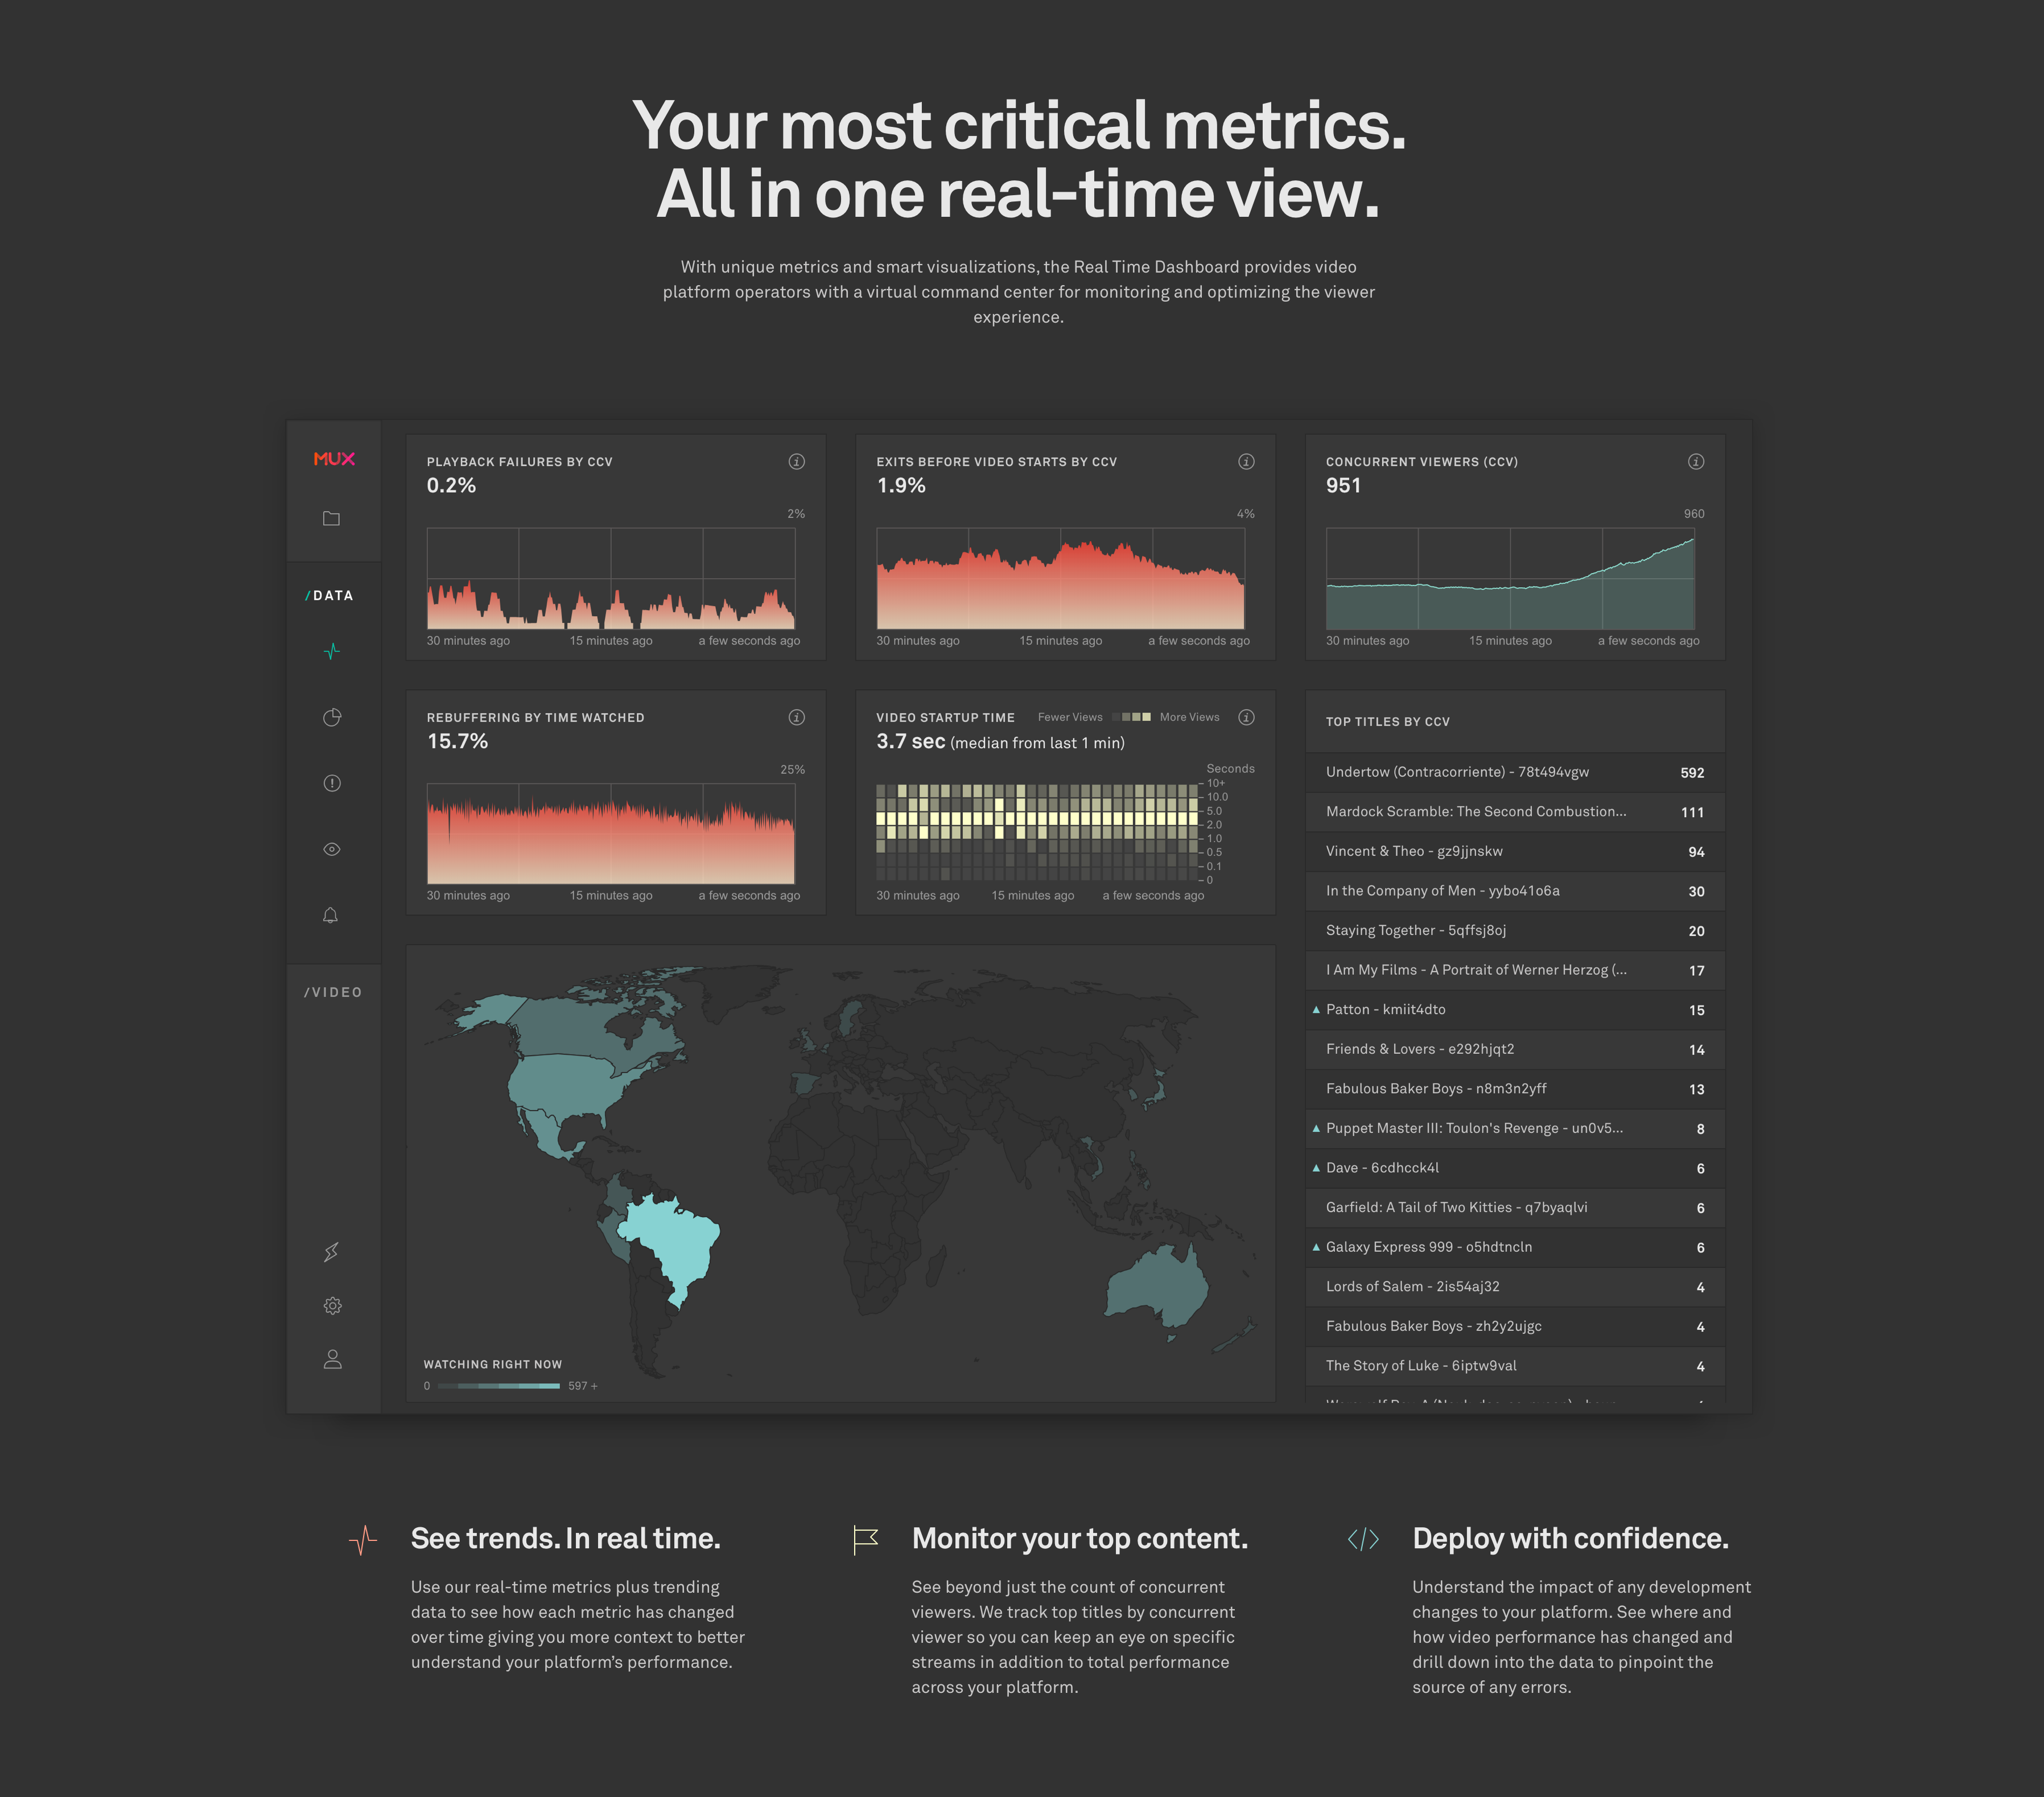 Your most critical metrics.
All in one real-time view.
With unique metrics and smart visualizations, the Real Time Dashboard provides video
platform operators with a virtual command center for monitoring and optimizing the viewer
experience.
MUX
/DATA
/VIDEO
PLAYBACK FAILURES BY CCV
0.2%
2%
30 minutes ago 15 minutes ago a few seconds ago
EXITS BEFORE VIDEO STARTS BY CCV
1.9%
4%
30 minutes ago 15 minutes ago a few seconds ago
CONCURRENT VIEWERS (CCV)
951
960
30 minutes ago 15 minutes ago a few seconds ago
REBUFFERING BY TIME WATCHED
15.7%
25%
30 minutes ago 15 minutes ago a few seconds ago
VIDEO STARTUP TIME Fewer Views More Views
3.7 sec (median from last 1 min)
Seconds
10+
10.0
5.0
2.0
1.0
0.5
0.1
0
30 minutes ago 15 minutes ago a few seconds ago
WATCHING RIGHT NOW
0 597 +
TOP TITLES BY CCV
Undertow (Contracorriente) - 78t494vgw 592
Mardock Scramble: The Second Combustion... 111
Vincent & Theo - gz9jjnskw 94
In the Company of Men - yybo41o6a 30
Staying Together - 5qffsj8oj 20
I Am My Films - A Portrait of Werner Herzog (... 17
Patton - kmiit4dto 15
Friends & Lovers - e292hjqt2 14
Fabulous Baker Boys - n8m3n2yff 13
Puppet Master III: Toulon's Revenge - un0v5... 8
Dave - 6cdhcck4l 6
Garfield: A Tail of Two Kitties - q7byaqlvi 6
Galaxy Express 999 - o5hdtncln 6
Lords of Salem - 2is54aj32 4
Fabulous Baker Boys - zh2y2ujgc 4
The Story of Luke - 6iptw9val 4
See trends. In real time.
Use our real-time metrics plus trending
data to see how each metric has changed
over time giving you more context to better
understand your platform's performance.
Monitor your top content.
See beyond just the count of concurrent
viewers. We track top titles by concurrent
viewer so you can keep an eye on specific
streams in addition to total performance
across your platform.
Deploy with confidence.
Understand the impact of any development
changes to your platform. See where and
how video performance has changed and
drill down into the data to pinpoint the
source of any errors.